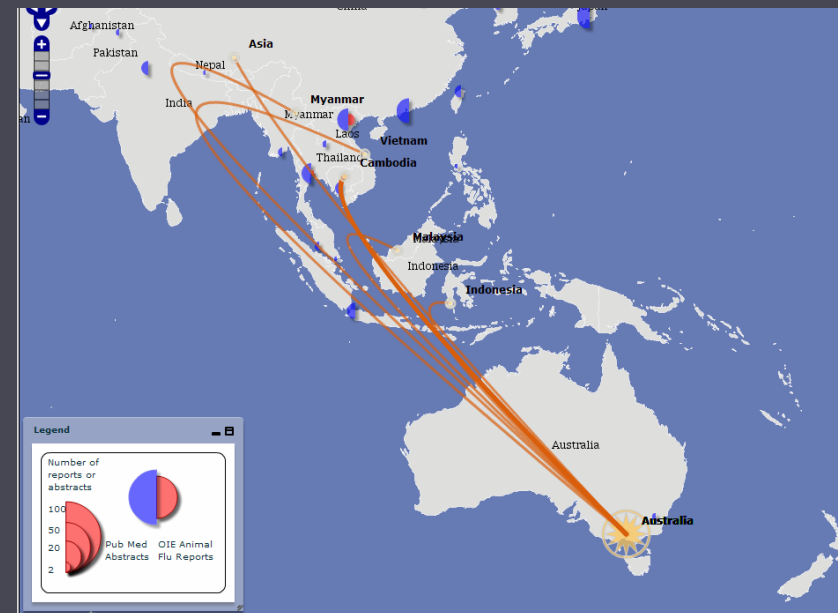 Afghanistan
Japan
Asia
Pakistan
Nepal
India
Myanmar
Myanmar
Laos
Vietnam
Thailand
Cambodia
Malaysia
Indonesia
Indonesia
Australia
Australia
Legend
Number of
reports or
abstracts
100
50
20
2
Pub Med
Abstracts
OIE Animal
Flu Reports